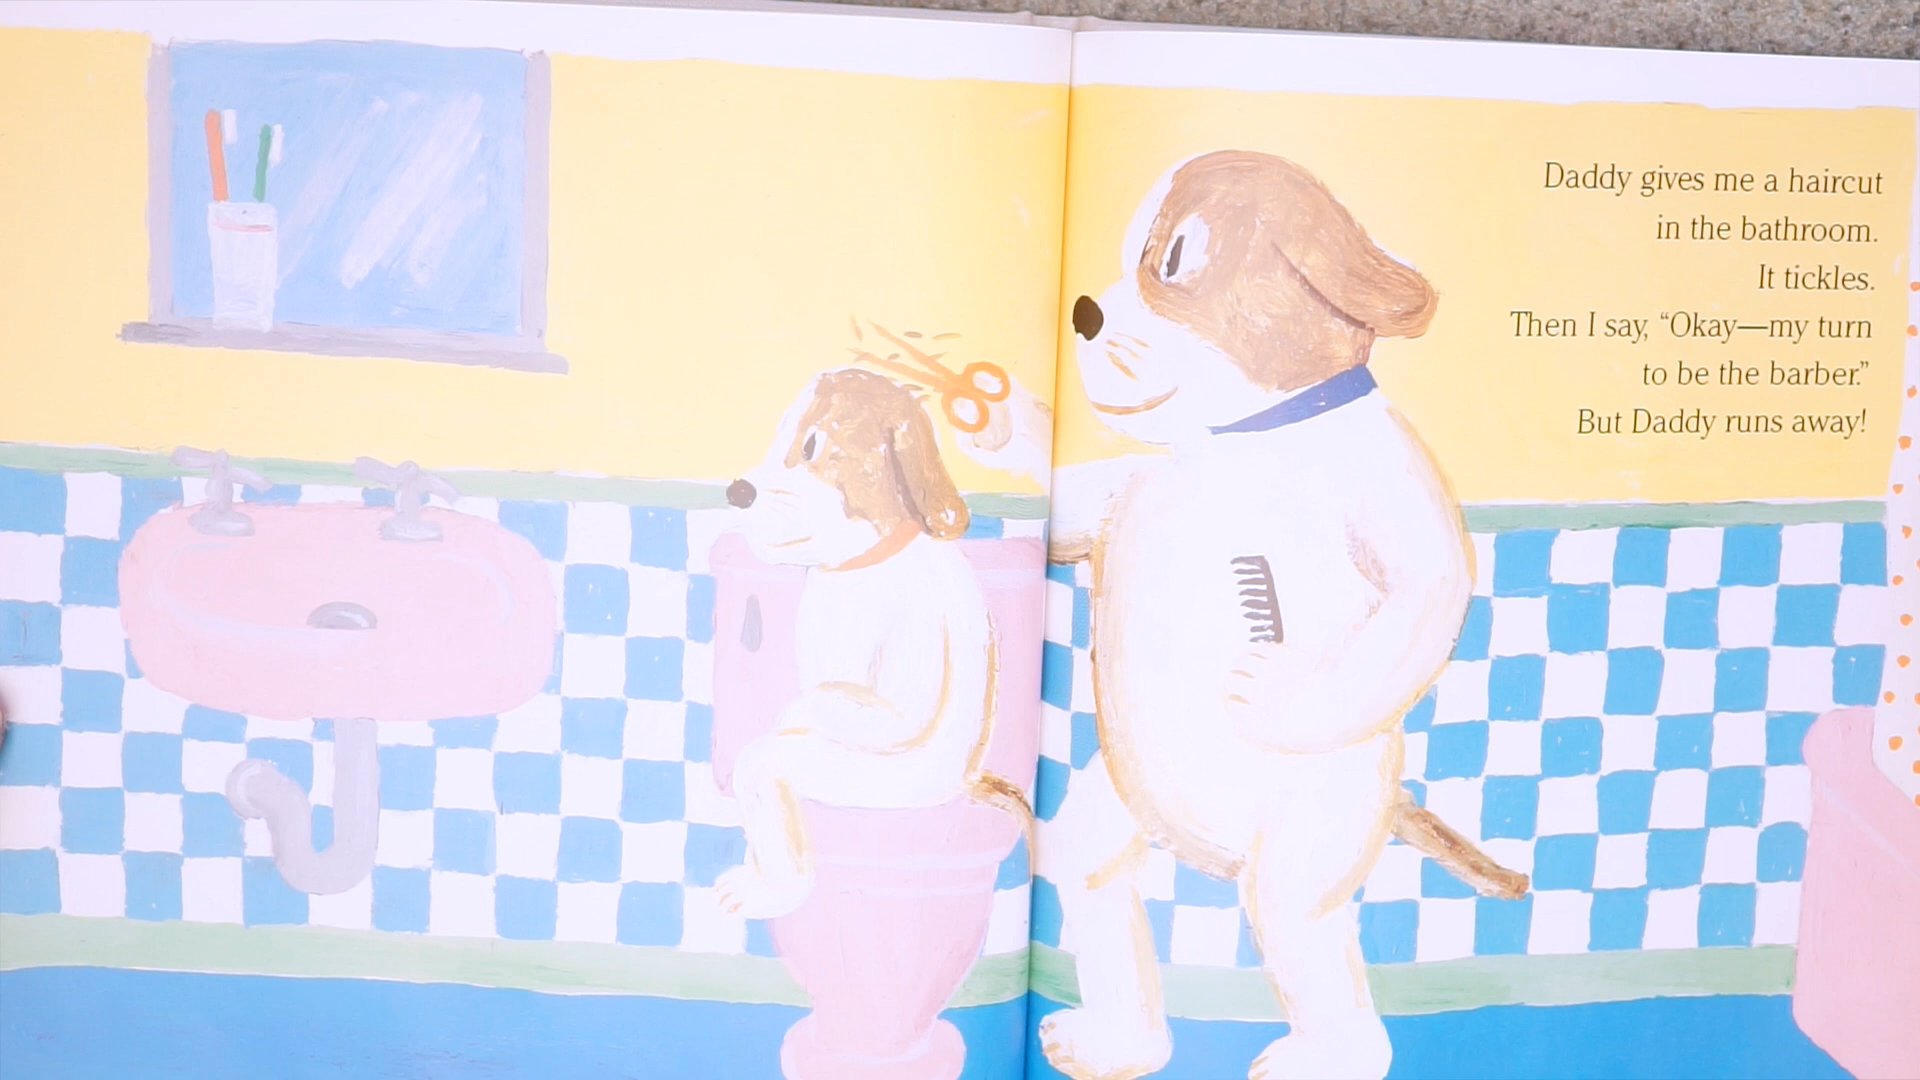 Daddy gives me a haircut
in the bathroom.
It tickles.
Then I say, “Okay—my turn
to be the barber.”
But Daddy runs away!